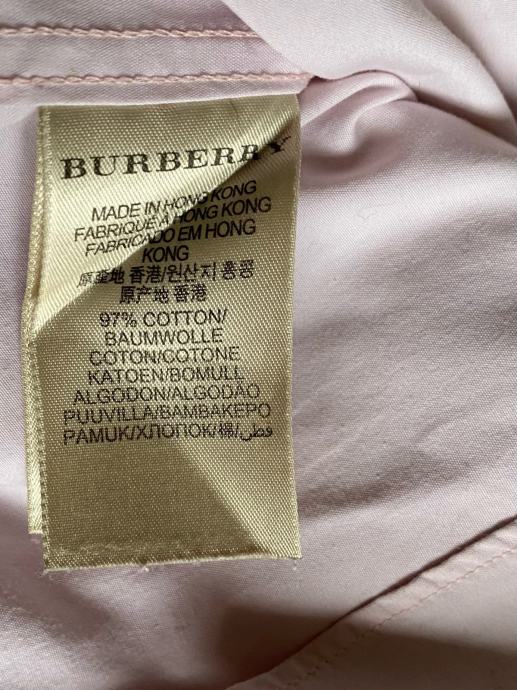 BURBERRY
MADE IN HONG KONG
FABRIQUÉ À HONG KONG
FABRICADO EM HONG
KONG
原產地 香港/원산지 홍콩
原产地 香港
97% COTTON/
BAUMWOLLE
COTON/COTONE
KATOEN/BOMULL
ALGODON/ALGODÃO
PUUVILLA/BAMBAKEPO
PAMUK/ХЛОПОК/棉/قطن